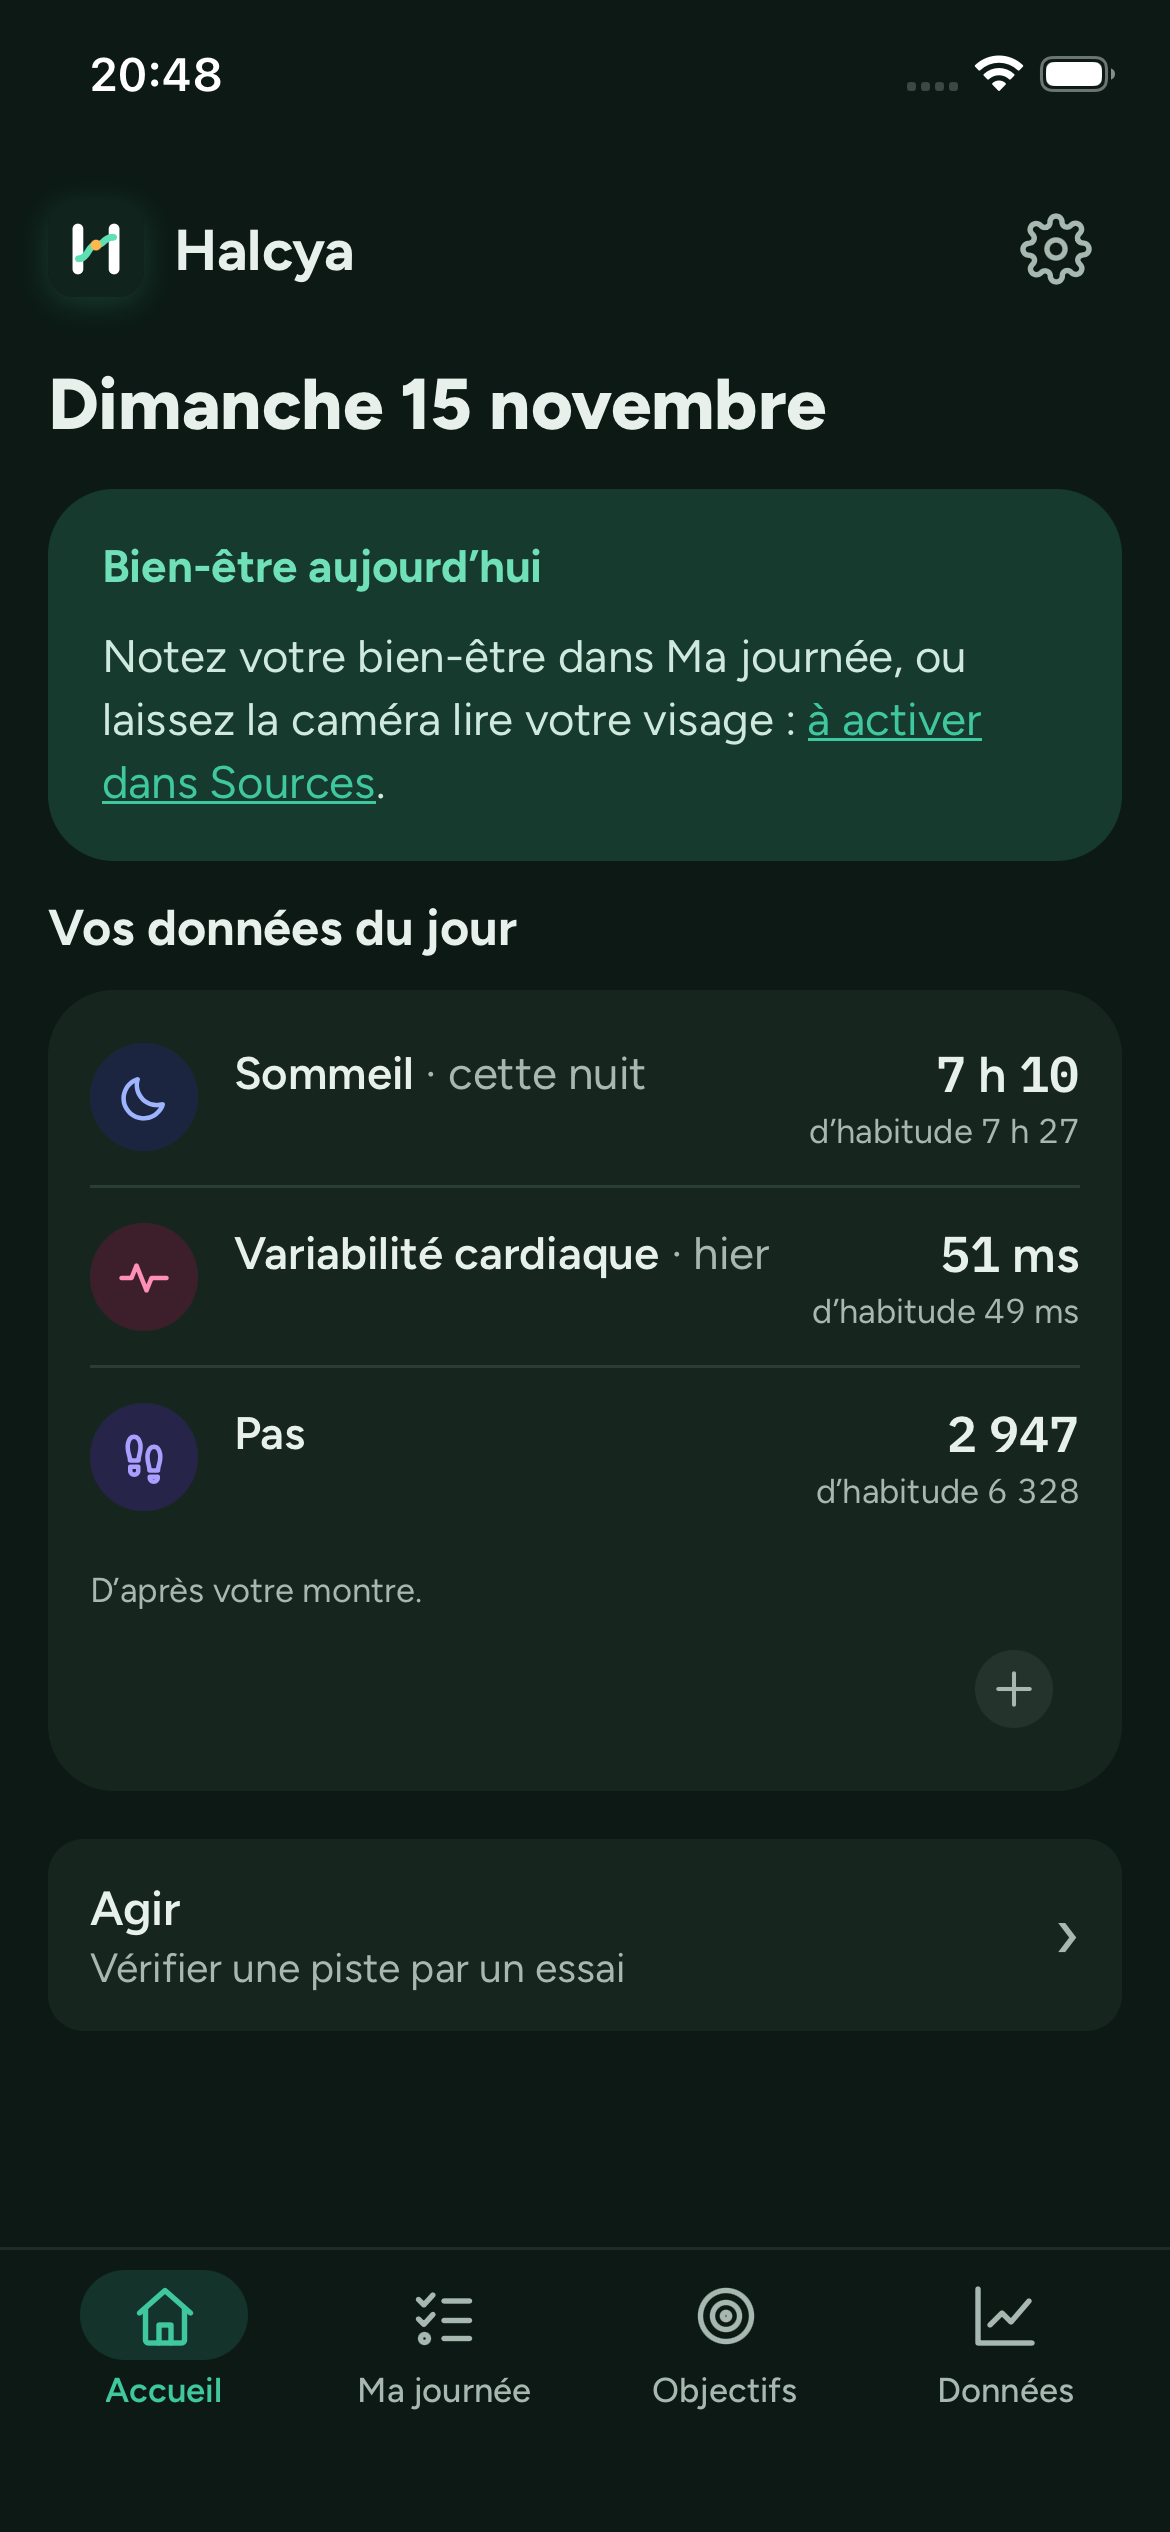 20:48
Halcya
Dimanche 15 novembre
Bien-être aujourd’hui
Notez votre bien-être dans Ma journée, ou
laissez la caméra lire votre visage : à activer
dans Sources.
Vos données du jour
Sommeil · cette nuit
7 h 10
d’habitude 7 h 27
Variabilité cardiaque · hier
51 ms
d’habitude 49 ms
Pas
2 947
d’habitude 6 328
D’après votre montre.
Agir
Vérifier une piste par un essai
Accueil
Ma journée
Objectifs
Données